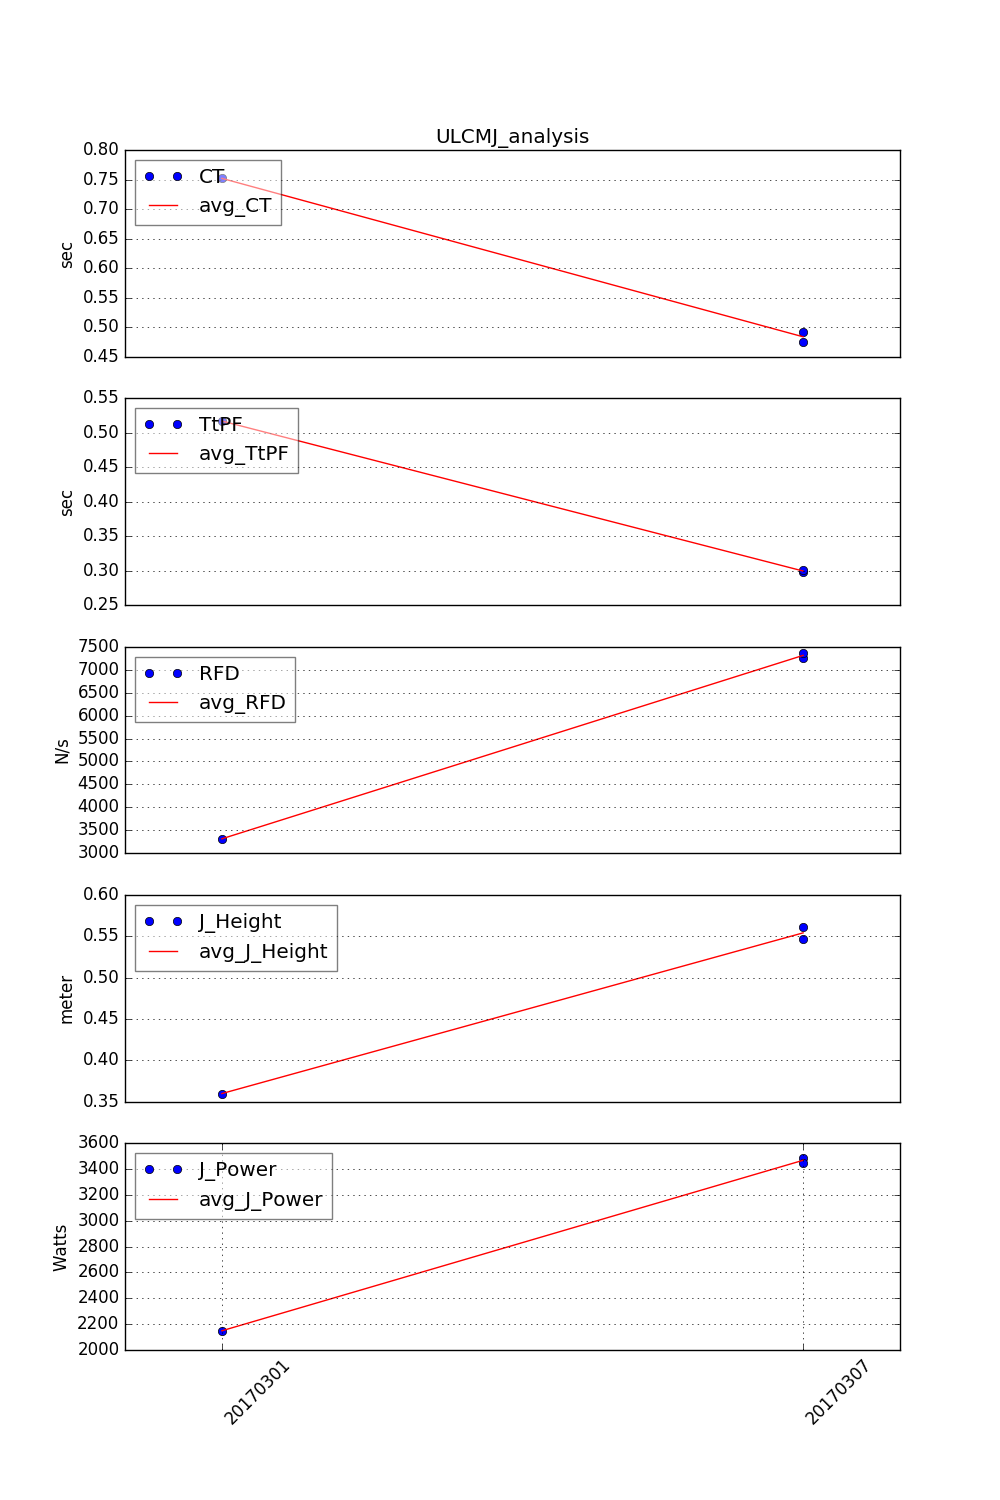 ULCMJ_analysis
0.80
0.75
0.70
0.65
0.60
0.55
0.50
0.45
sec
CT
avg_CT
0.55
0.50
0.45
0.40
0.35
0.30
0.25
sec
TtPF
avg_TtPF
7500
7000
6500
6000
5500
5000
4500
4000
3500
3000
N/s
RFD
avg_RFD
0.60
0.55
0.50
0.45
0.40
0.35
meter
J_Height
avg_J_Height
3600
3400
3200
3000
2800
2600
2400
2200
2000
Watts
J_Power
avg_J_Power
20170301
20170307